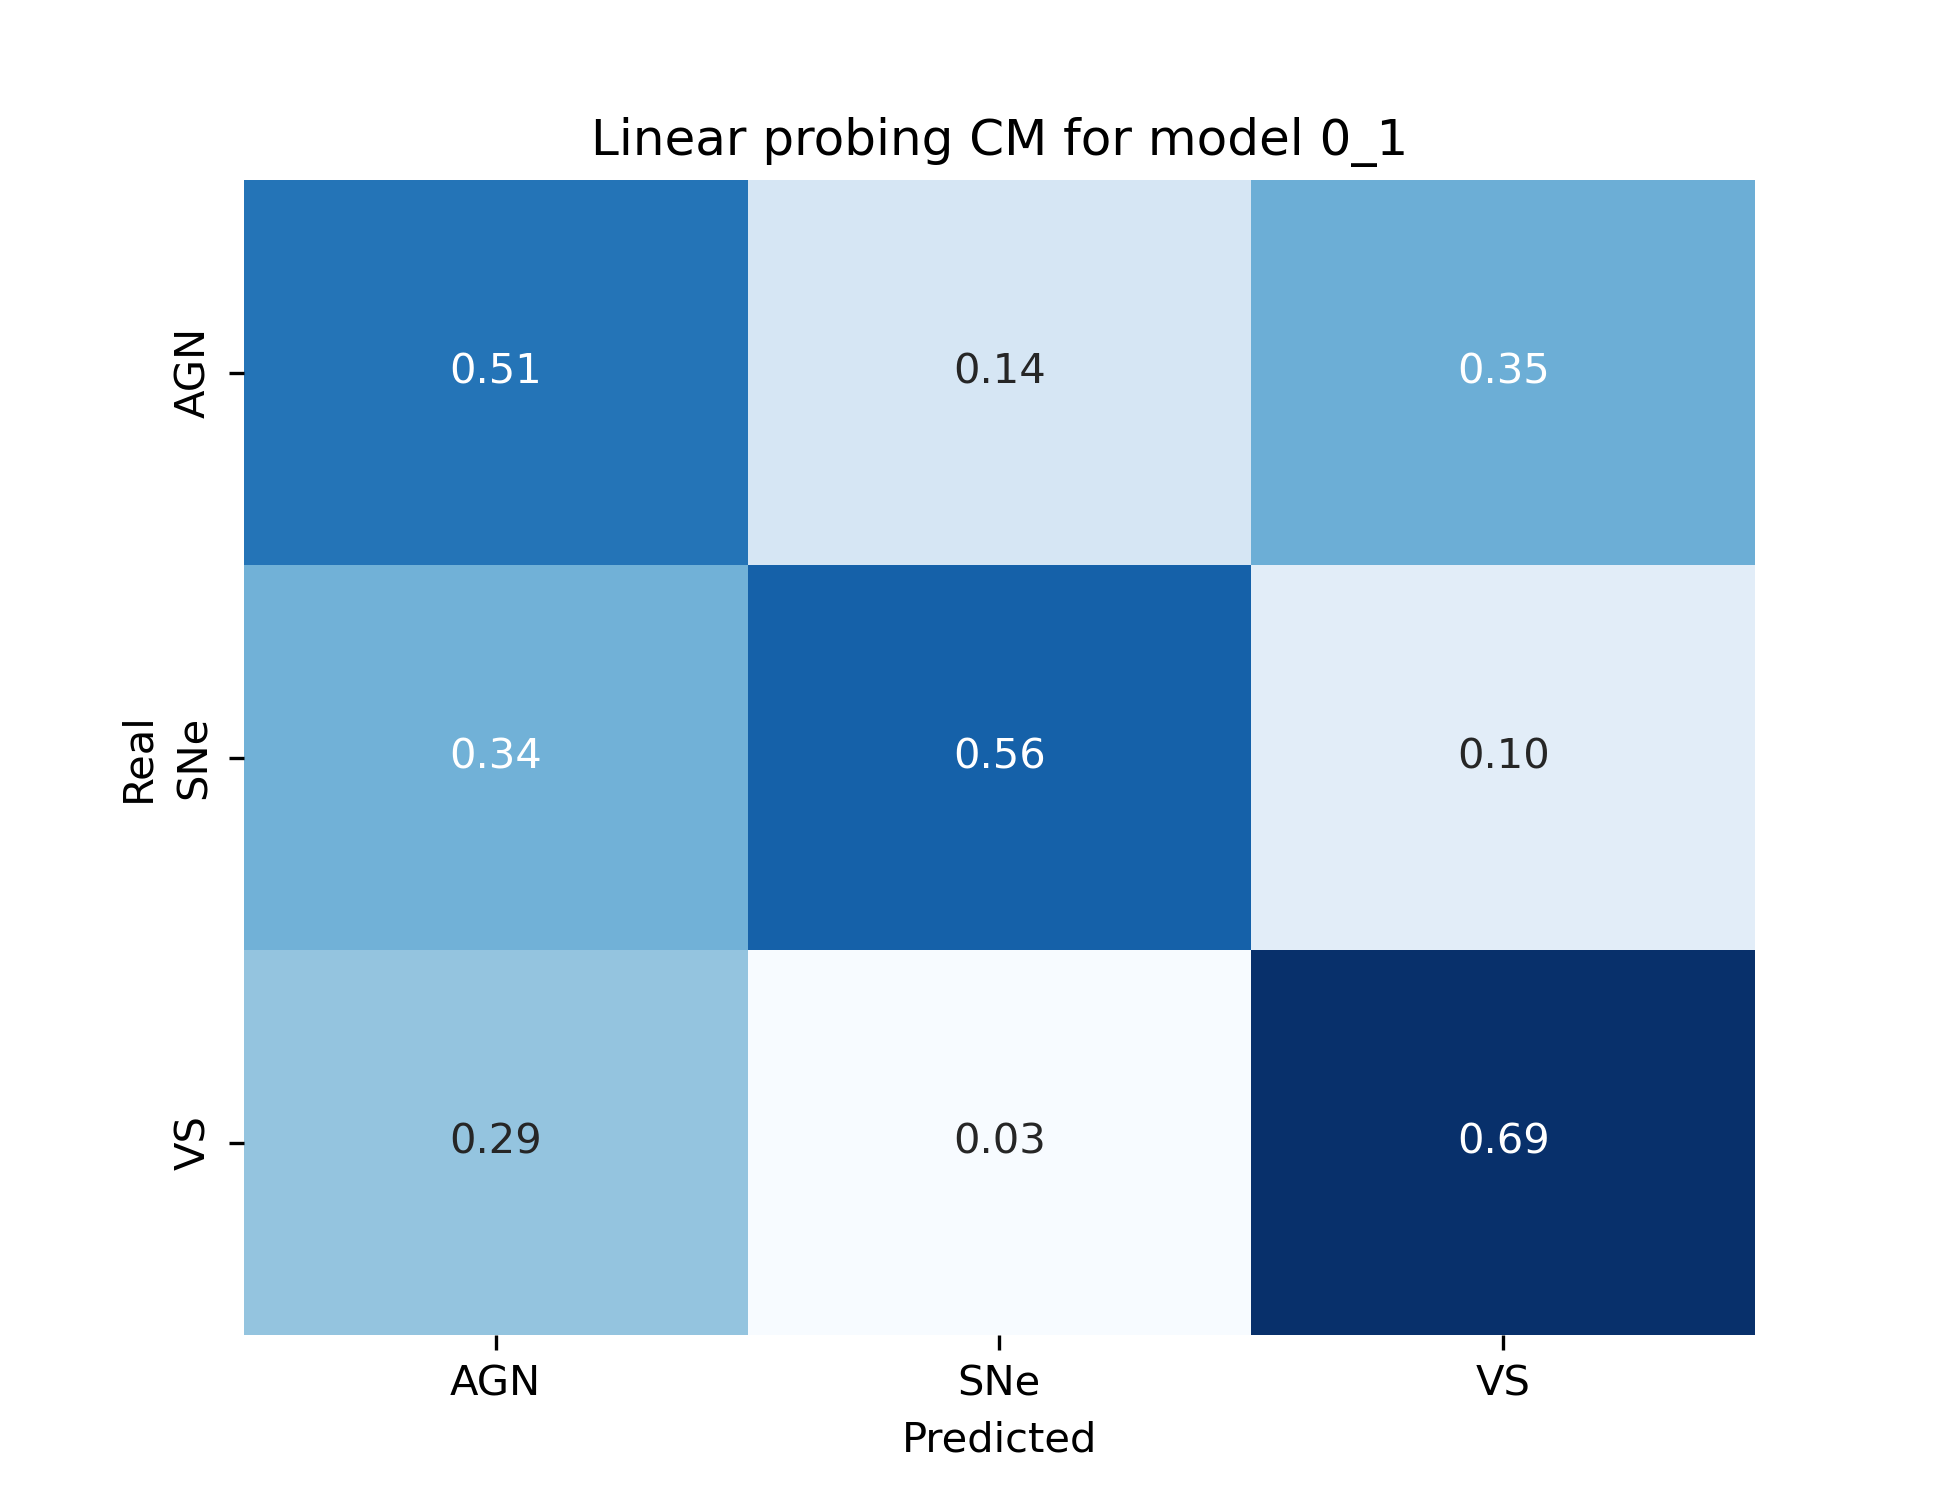 Linear probing CM for model 0_1
AGN
0.51 0.14 0.35
Real
SNe
0.34 0.56 0.10
VS
0.29 0.03 0.69
AGN SNe VS
Predicted